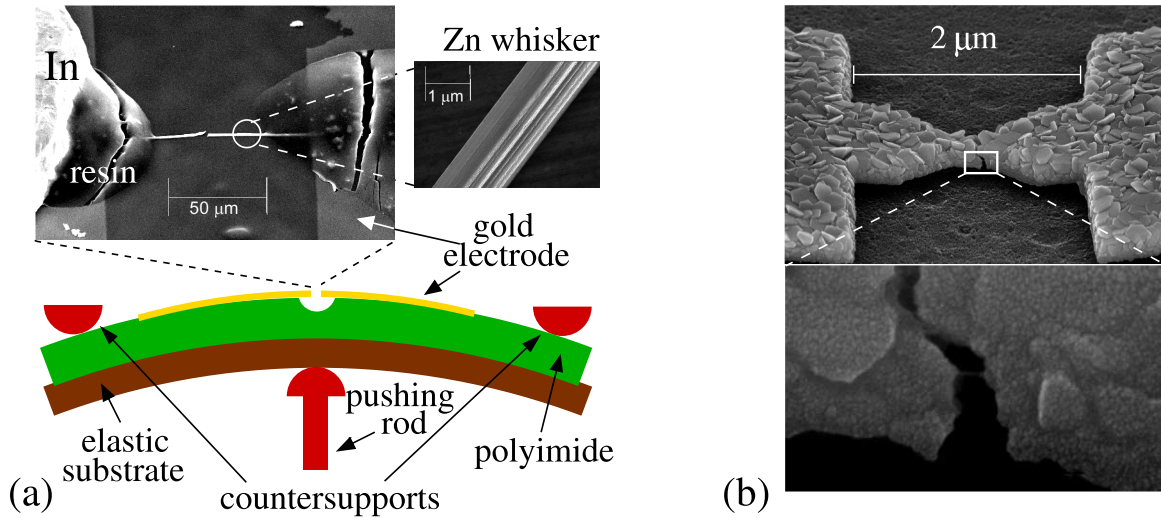 In
resin
50 µm
Zn whisker
1 µm
gold
electrode
pushing
rod
elastic
substrate
countersupports
polyimide
(a)
2 µm
(b)